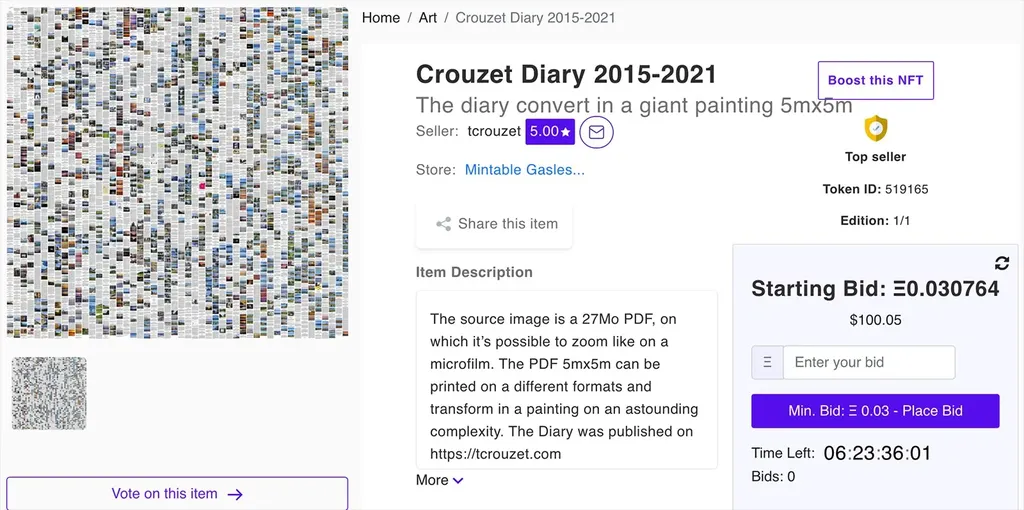 Home / Art / Crouzet Diary 2015-2021
Crouzet Diary 2015-2021
Boost this NFT
The diary convert in a giant painting 5mx5m
Seller: tcrouzet 5.00★
Store: Mintable Gasles...
Top seller
Token ID: 519165
Edition: 1/1
Share this item
Item Description
The source image is a 27Mo PDF, on
which it’s possible to zoom like on a
microfilm. The PDF 5mx5m can be
printed on a different formats and
transform in a painting on an astounding
complexity. The Diary was published on
https://tcrouzet.com
More
Starting Bid: Ξ0.030764
$100.05
Ξ Enter your bid
Min. Bid: Ξ 0.03 - Place Bid
Time Left: 06:23:36:01
Bids: 0
Vote on this item →